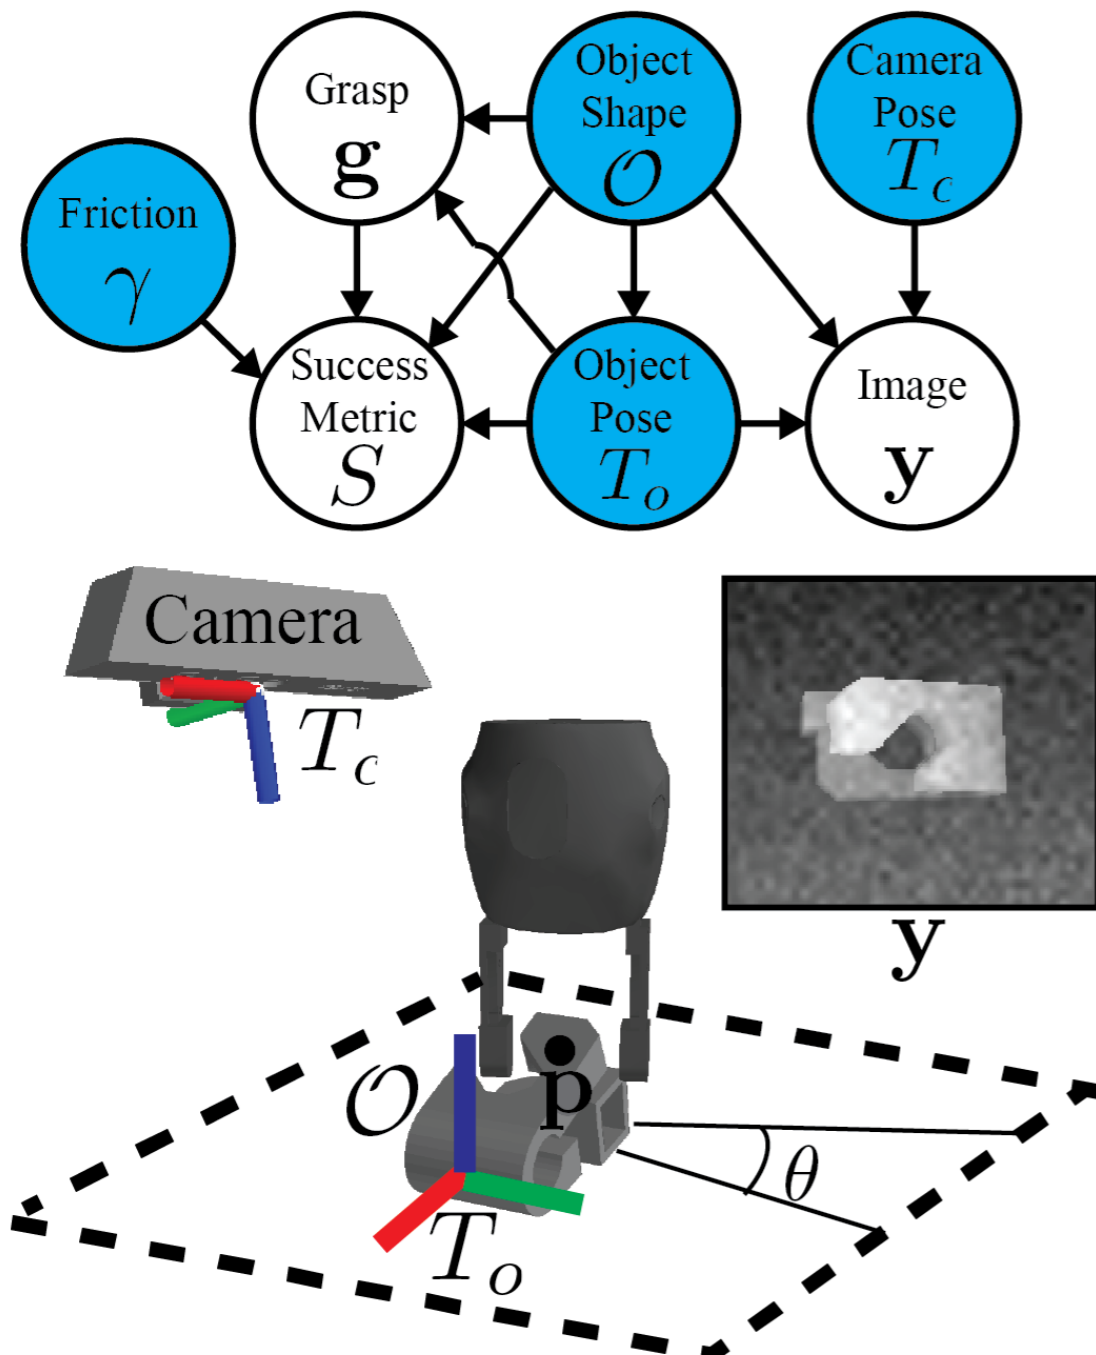 Grasp
g
Object
Shape
𝒪
Camera
Pose
T_c
Friction
γ
Success
Metric
S
Object
Pose
T_o
Image
y
Camera
T_c
y
𝒪
p
θ
T_o